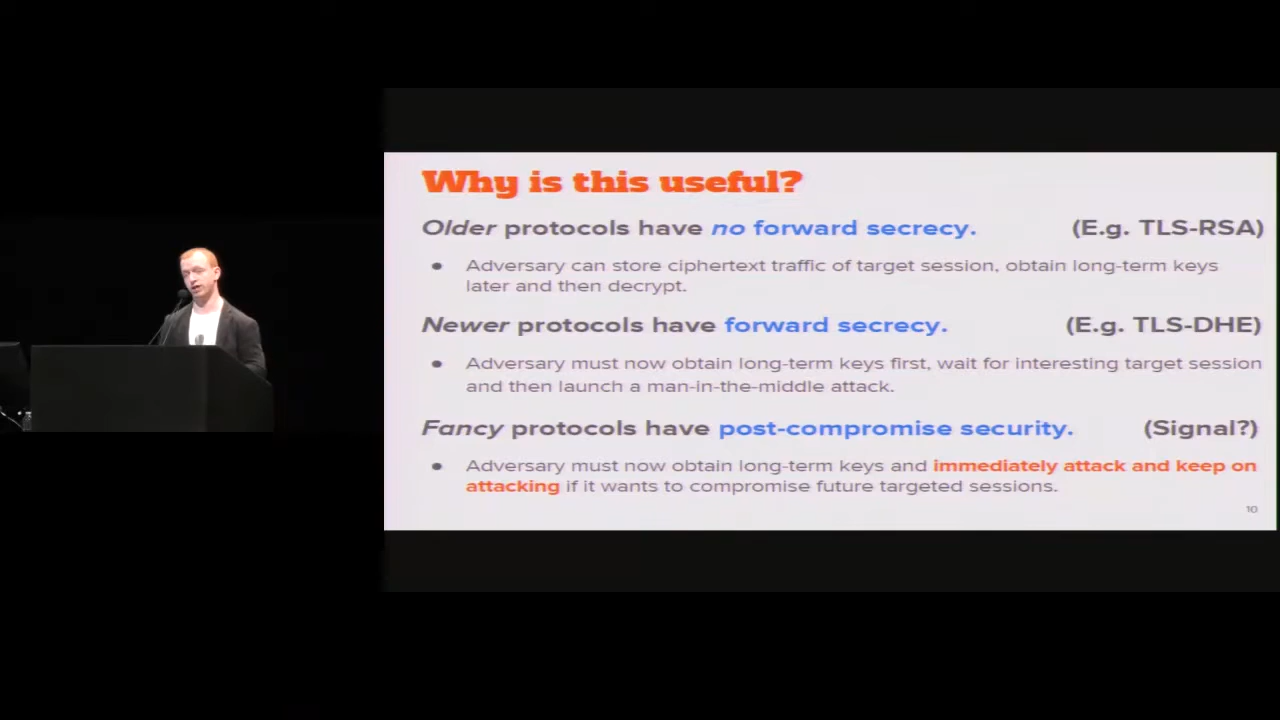 Why is this useful?
Older protocols have no forward secrecy. (E.g. TLS-RSA)
● Adversary can store ciphertext traffic of target session, obtain long-term keys
later and then decrypt.
Newer protocols have forward secrecy. (E.g. TLS-DHE)
● Adversary must now obtain long-term keys first, wait for interesting target session
and then launch a man-in-the-middle attack.
Fancy protocols have post-compromise security. (Signal?)
● Adversary must now obtain long-term keys and immediately attack and keep on
attacking if it wants to compromise future targeted sessions.
10